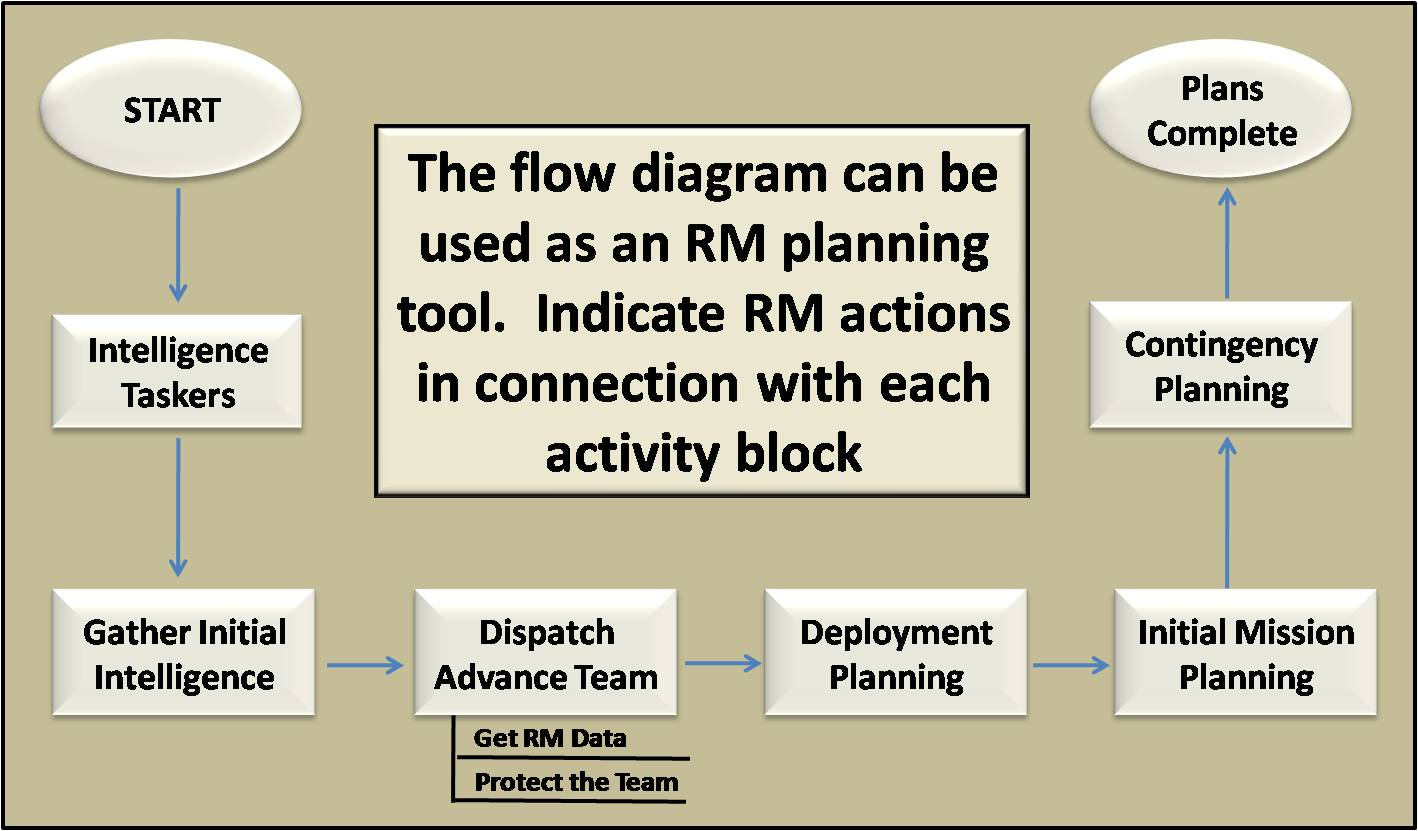 START
Intelligence
Taskers
Gather Initial
Intelligence
Dispatch
Advance Team
Get RM Data
Protect the Team
Deployment
Planning
Initial Mission
Planning
Contingency
Planning
Plans
Complete
The flow diagram can be
used as an RM planning
tool.  Indicate RM actions
in connection with each
activity block